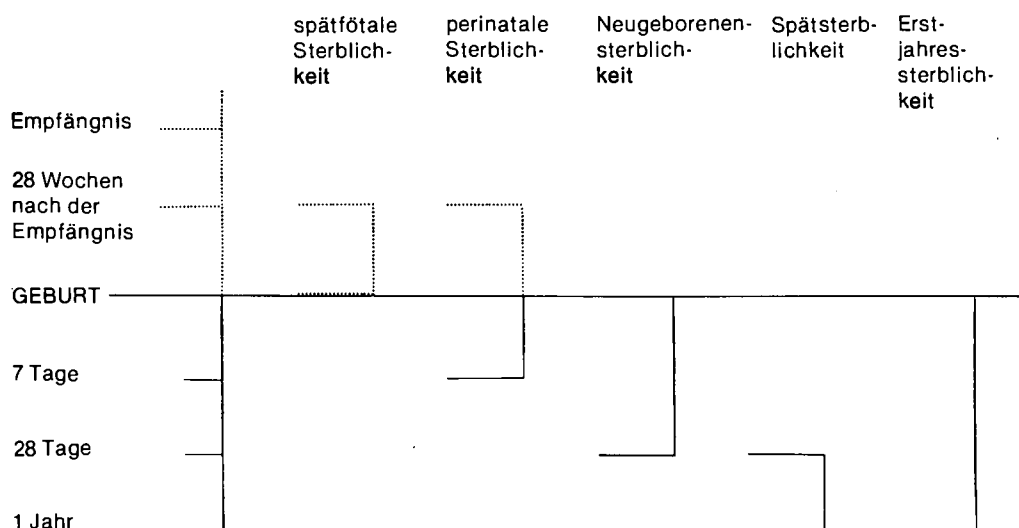 spätfötale
Sterblich-
keit
perinatale
Sterblich-
keit
Neugeborenen-
sterblich-
keit
Spätsterb-
lichkeit
Erst-
jahres-
sterblich-
keit
Empfängnis
28 Wochen
nach der
Empfängnis
GEBURT
7 Tage
28 Tage
1 Jahr